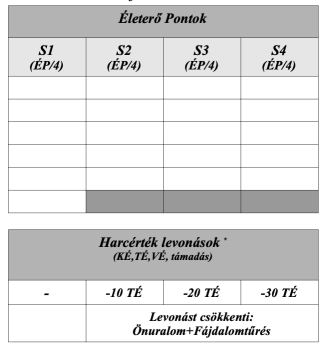 Életerő Pontok
S1 S2 S3 S4
(ÉP/4) (ÉP/4) (ÉP/4) (ÉP/4)
Harcérték levonások *
(KÉ,TÉ,VÉ, támadás)
- -10 TÉ -20 TÉ -30 TÉ
Levonást csökkenti:
Önuralom+Fájdalomtűrés